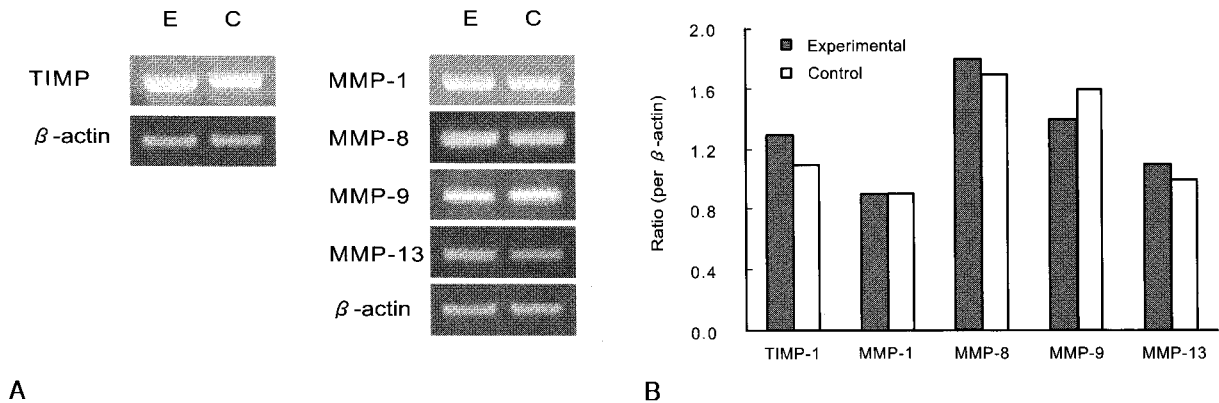 E C
TIMP
β-actin
E C
MMP-1
MMP-8
MMP-9
MMP-13
β-actin
A
Ratio (per β-actin)
2.0
1.6
1.2
0.8
0.4
0.0
Experimental
Control
TIMP-1 MMP-1 MMP-8 MMP-9 MMP-13
B